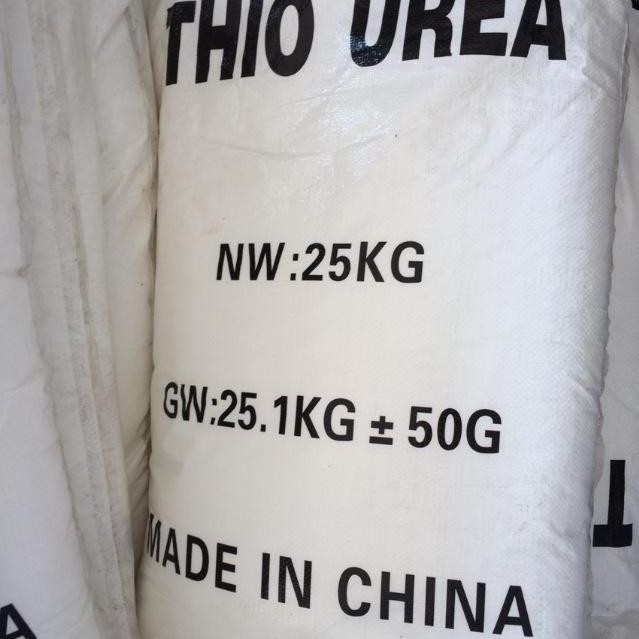 THIO UREA
NW:25KG
GW:25.1KG ± 50G
MADE IN CHINA